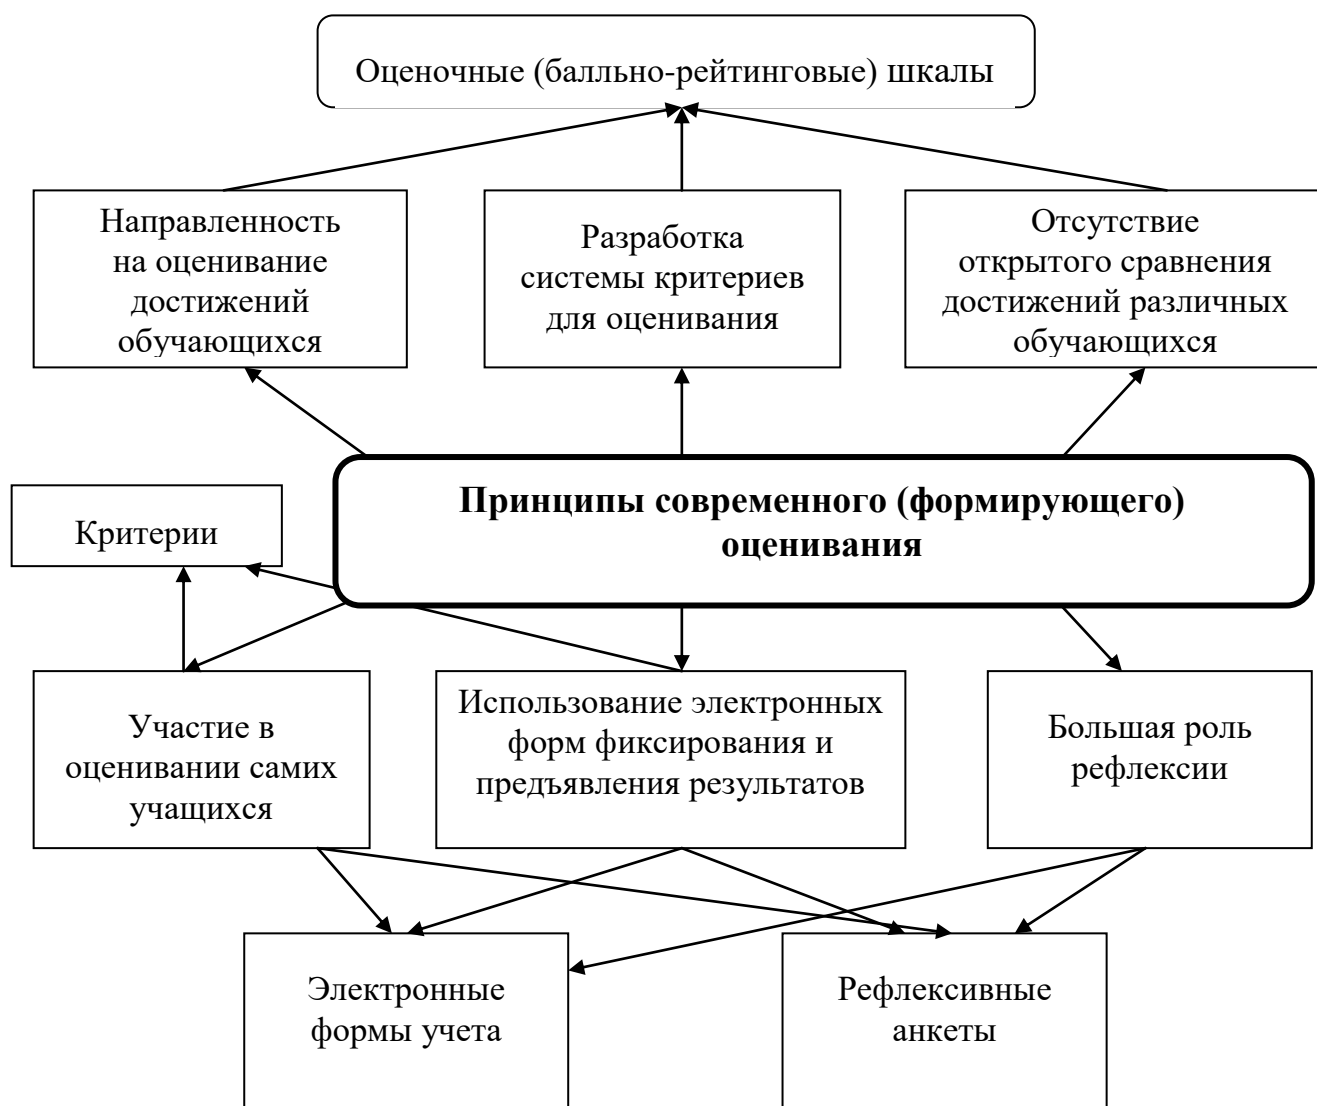 Оценочные (балльно-рейтинговые) шкалы
Направленность
на оценивание
достижений
обучающихся
Разработка
системы критериев
для оценивания
Отсутствие
открытого сравнения
достижений различных
обучающихся
Принципы современного (формирующего)
оценивания
Критерии
Участие в
оценивании самих
учащихся
Использование электронных
форм фиксирования и
предъявления результатов
Большая роль
рефлексии
Электронные
формы учета
Рефлексивные
анкеты